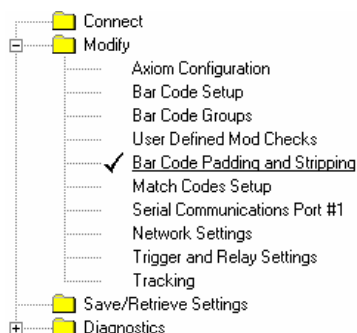 Connect
Modify
Axiom Configuration
Bar Code Setup
Bar Code Groups
User Defined Mod Checks
Bar Code Padding and Stripping
Match Codes Setup
Serial Communications Port #1
Network Settings
Trigger and Relay Settings
Tracking
Save/Retrieve Settings
Diagnostics